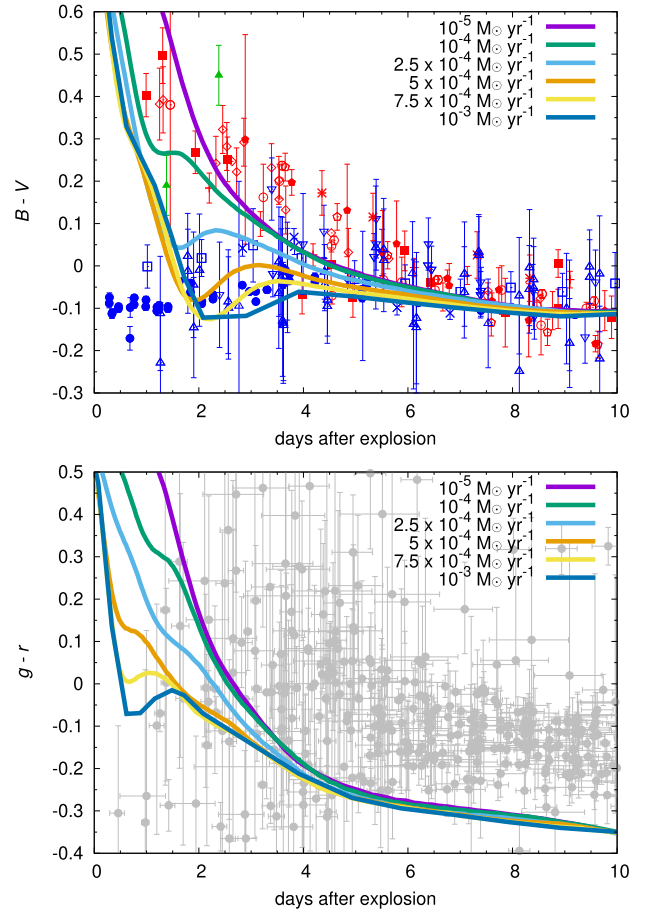 0.6
0.5
0.4
0.3
0.2
0.1
0
-0.1
-0.2
-0.3
B - V
10⁻⁵ M☉ yr⁻¹
10⁻⁴ M☉ yr⁻¹
2.5 x 10⁻⁴ M☉ yr⁻¹
5 x 10⁻⁴ M☉ yr⁻¹
7.5 x 10⁻⁴ M☉ yr⁻¹
10⁻³ M☉ yr⁻¹
0 2 4 6 8 10
days after explosion
0.5
0.4
0.3
0.2
0.1
0
-0.1
-0.2
-0.3
-0.4
g - r
10⁻⁵ M☉ yr⁻¹
10⁻⁴ M☉ yr⁻¹
2.5 x 10⁻⁴ M☉ yr⁻¹
5 x 10⁻⁴ M☉ yr⁻¹
7.5 x 10⁻⁴ M☉ yr⁻¹
10⁻³ M☉ yr⁻¹
0 2 4 6 8 10
days after explosion